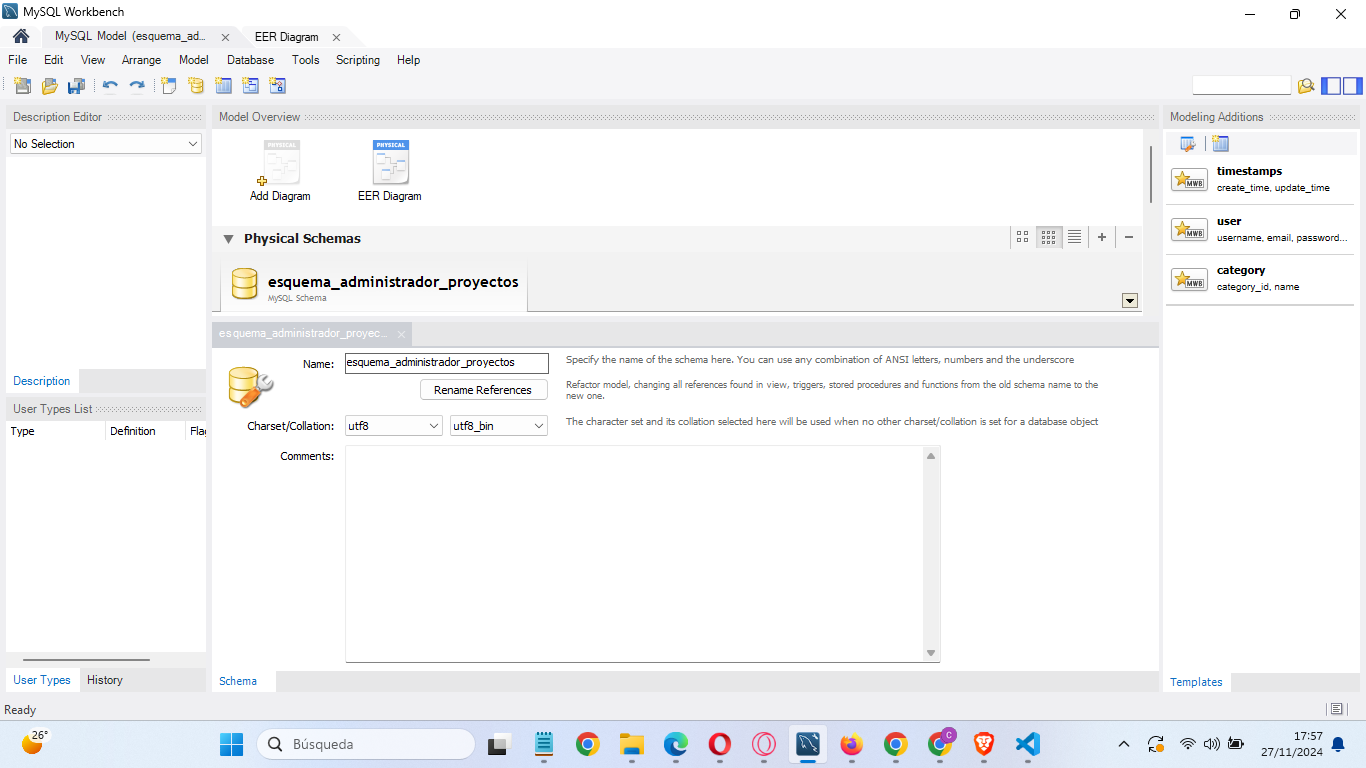 MySQL Workbench
MySQL Model (esquema_ad...
EER Diagram
File Edit View Arrange Model Database Tools Scripting Help
Description Editor
No Selection
Description
User Types List
Type Definition Flag
User Types History
Model Overview
PHYSICAL
Add Diagram
PHYSICAL
EER Diagram
Physical Schemas
esquema_administrador_proyectos
MySQL Schema
esquema_administrador_proyec...
Name: esquema_administrador_proyectos
Specify the name of the schema here. You can use any combination of ANSI letters, numbers and the underscore
Rename References
Refactor model, changing all references found in view, triggers, stored procedures and functions from the old schema name to the
new one.
Charset/Collation: utf8 utf8_bin
The character set and its collation selected here will be used when no other charset/collation is set for a database object
Comments:
Schema
Modeling Additions
MWB
timestamps
create_time, update_time
MWB
user
username, email, password...
MWB
category
category_id, name
Templates
Ready
26°
Búsqueda
C
17:57
27/11/2024